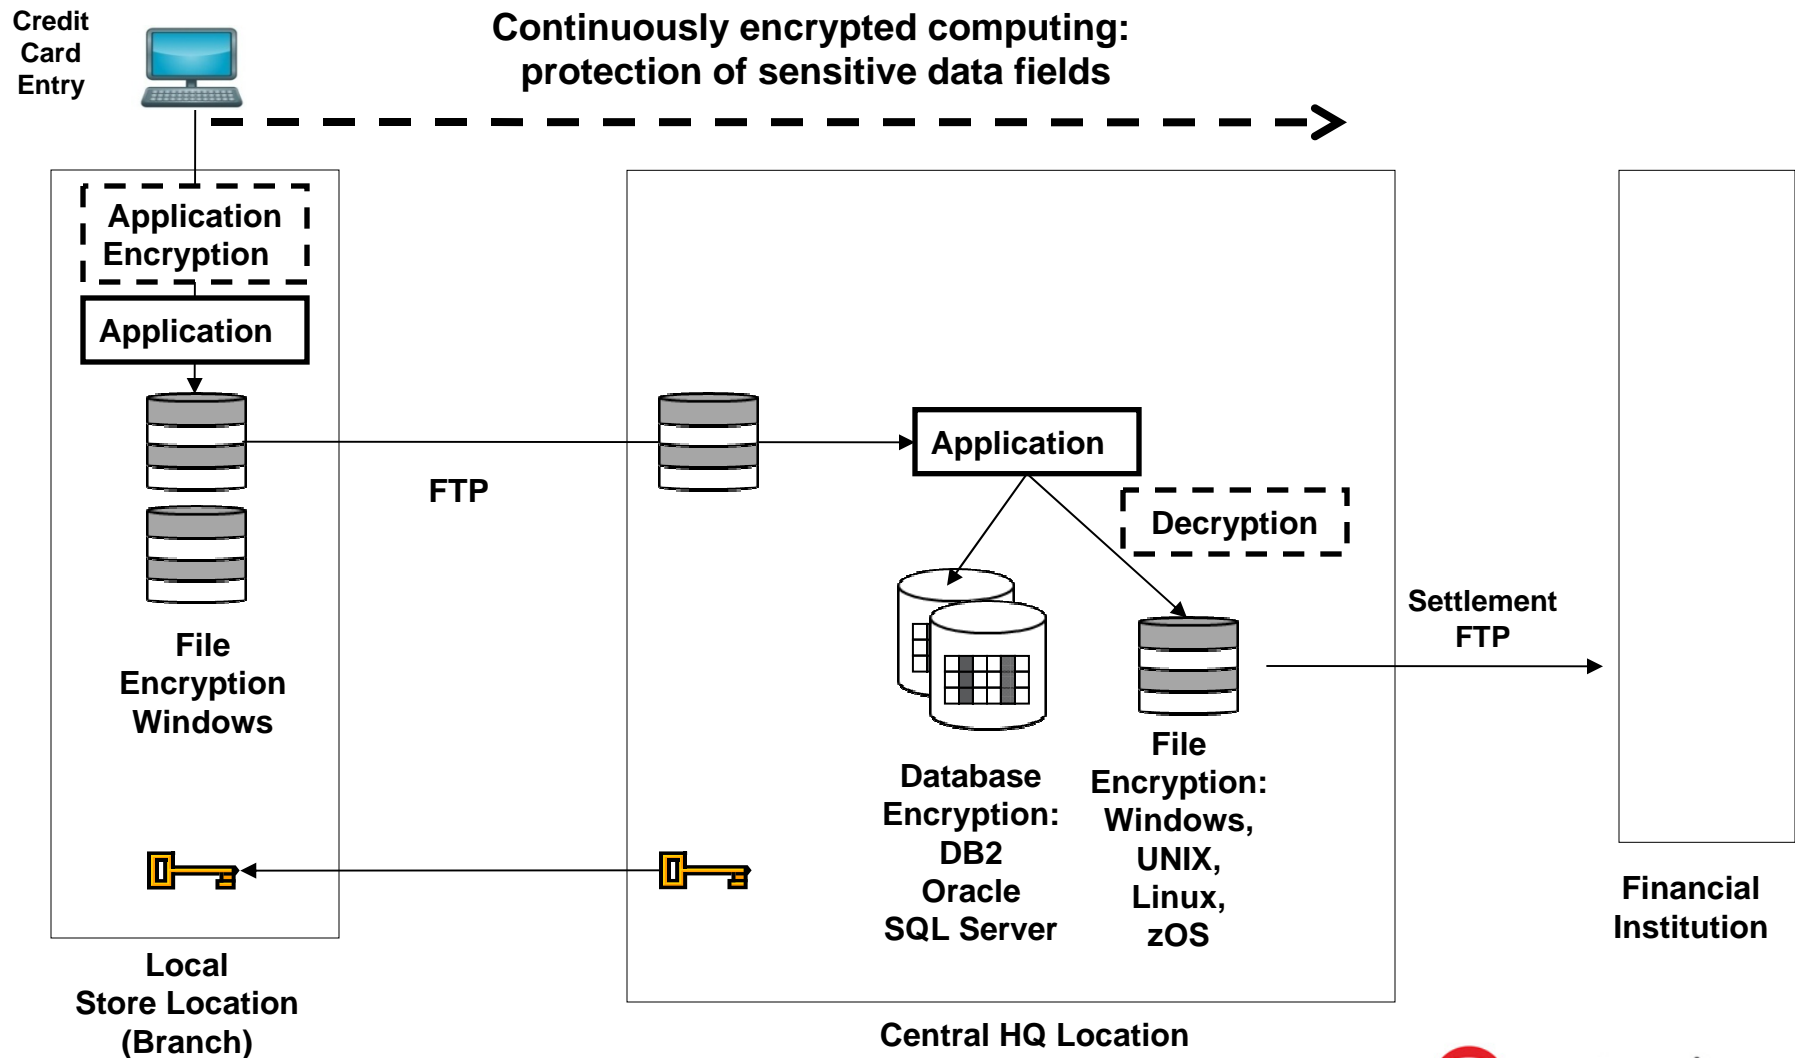 Credit
Card
Entry
Continuously encrypted computing:
protection of sensitive data fields
Application
Encryption
Application
File
Encryption
Windows
Local
Store Location
(Branch)
FTP
Application
Decryption
Database
Encryption:
DB2
Oracle
SQL Server
File
Encryption:
Windows,
UNIX,
Linux,
zOS
Central HQ Location
Settlement
FTP
Financial
Institution